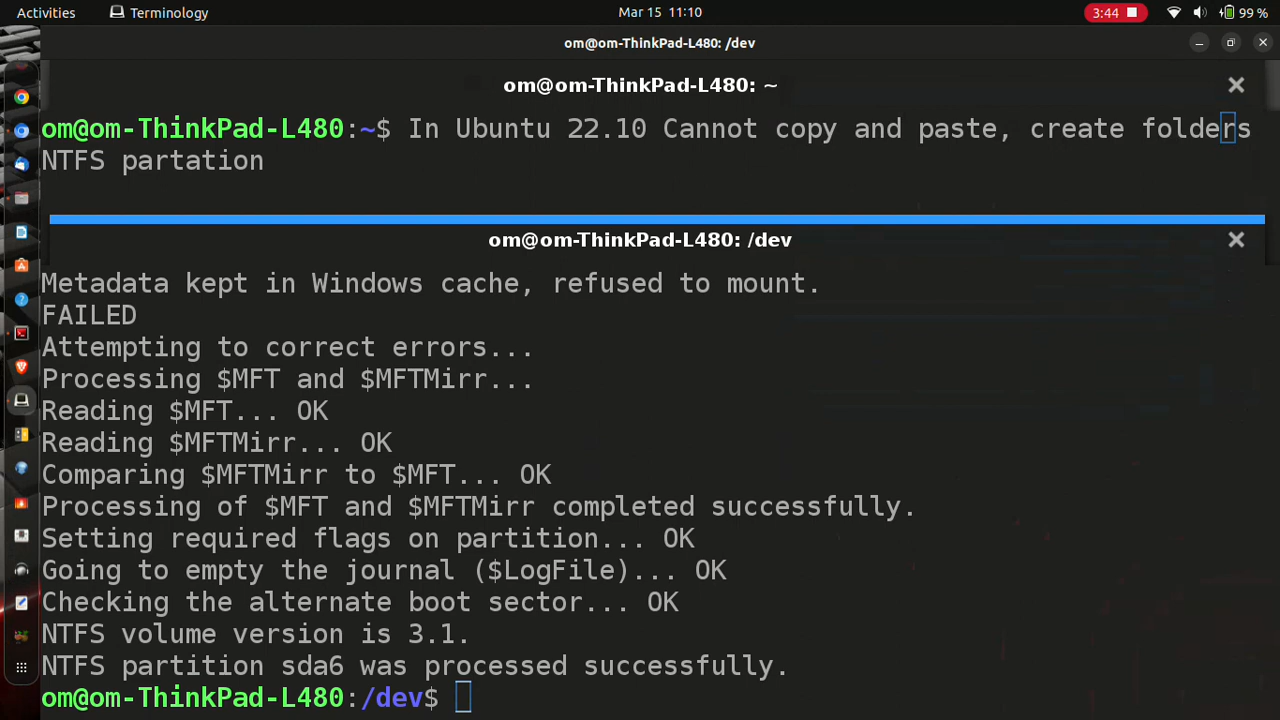 Activities Terminology Mar 15 11:10 3:44 99 %
om@om-ThinkPad-L480: /dev
om@om-ThinkPad-L480: ~
om@om-ThinkPad-L480:~$ In Ubuntu 22.10 Cannot copy and paste, create folders
NTFS partation
om@om-ThinkPad-L480: /dev
Metadata kept in Windows cache, refused to mount.
FAILED
Attempting to correct errors...
Processing $MFT and $MFTMirr...
Reading $MFT... OK
Reading $MFTMirr... OK
Comparing $MFTMirr to $MFT... OK
Processing of $MFT and $MFTMirr completed successfully.
Setting required flags on partition... OK
Going to empty the journal ($LogFile)... OK
Checking the alternate boot sector... OK
NTFS volume version is 3.1.
NTFS partition sda6 was processed successfully.
om@om-ThinkPad-L480:/dev$